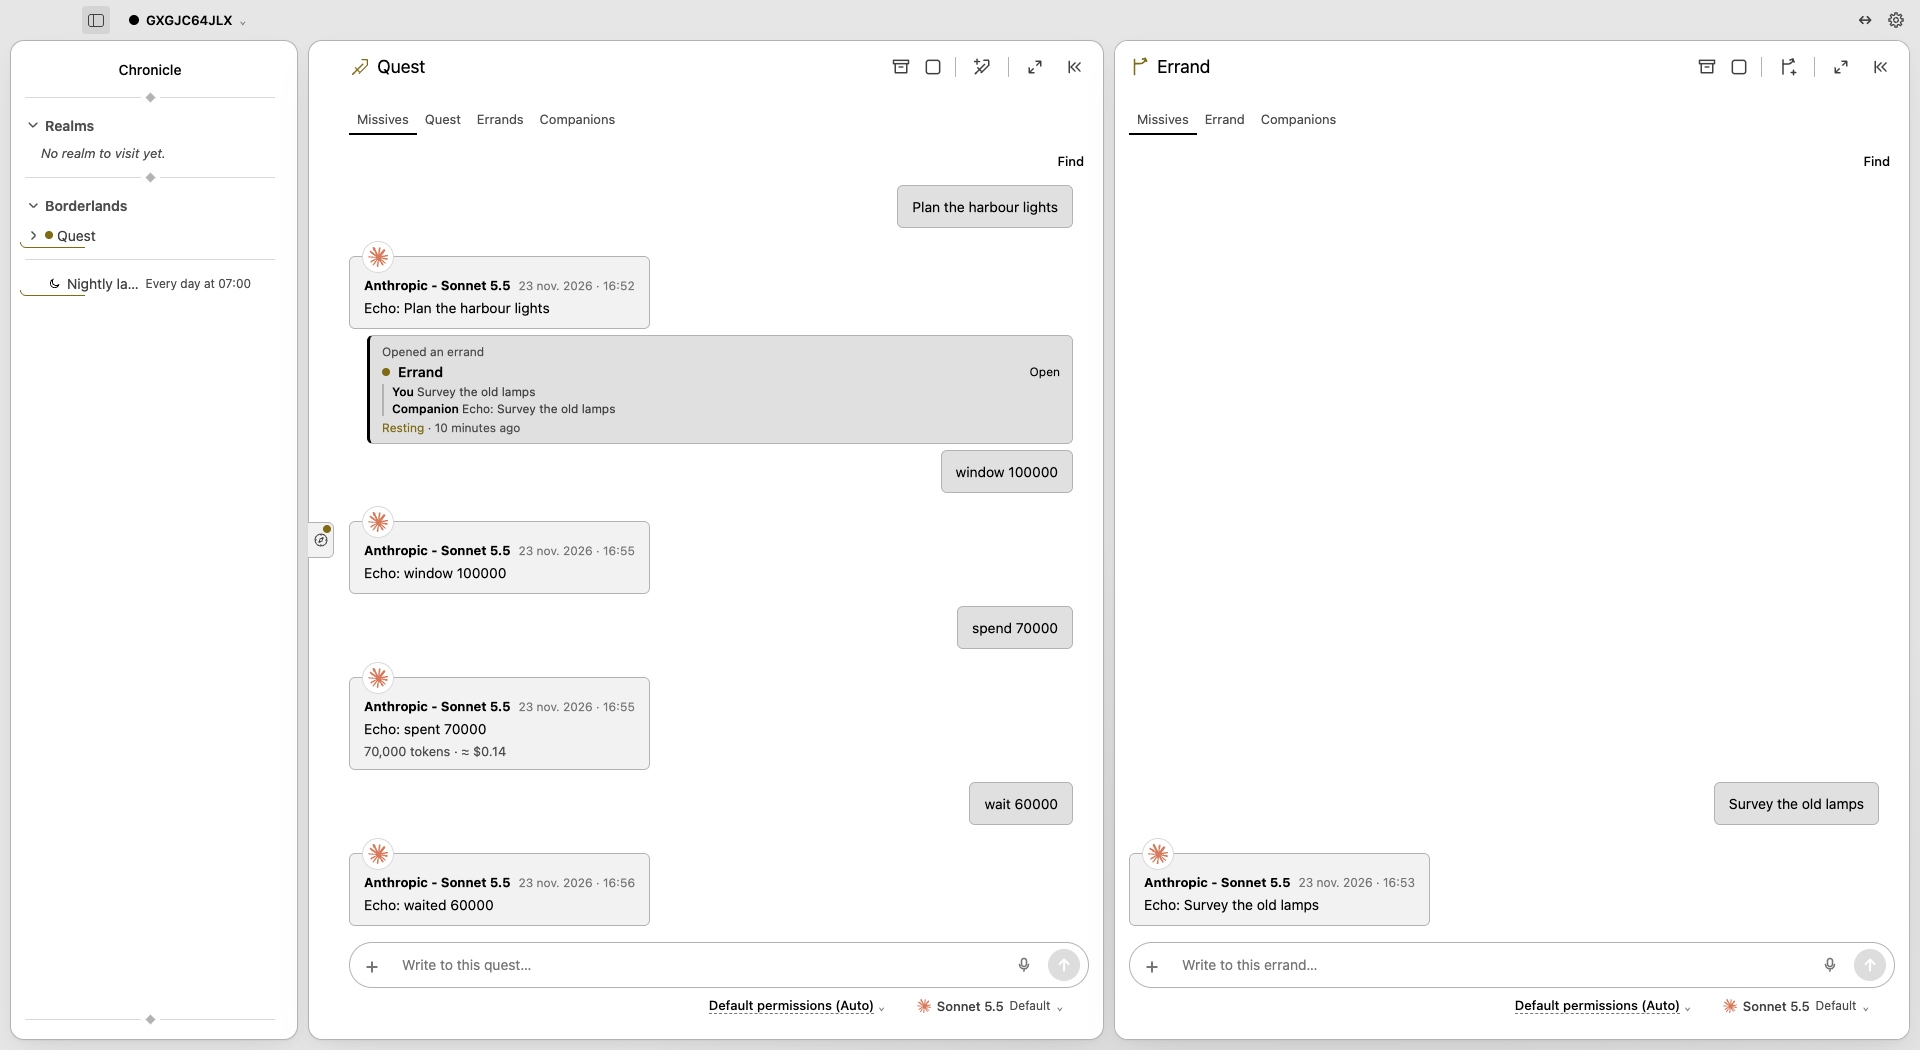 GXGJC64JLX
Chronicle
Realms
No realm to visit yet.
Borderlands
Quest
Nightly la... Every day at 07:00
Quest
Missives Quest Errands Companions
Find
Plan the harbour lights
Anthropic - Sonnet 5.5 23 nov. 2026 · 16:52
Echo: Plan the harbour lights
Opened an errand
Errand Open
You Survey the old lamps
Companion Echo: Survey the old lamps
Resting · 10 minutes ago
window 100000
Anthropic - Sonnet 5.5 23 nov. 2026 · 16:55
Echo: window 100000
spend 70000
Anthropic - Sonnet 5.5 23 nov. 2026 · 16:55
Echo: spent 70000
70,000 tokens · ≈ $0.14
wait 60000
Anthropic - Sonnet 5.5 23 nov. 2026 · 16:56
Echo: waited 60000
Write to this quest...
Default permissions (Auto) Sonnet 5.5 Default
Errand
Missives Errand Companions
Find
Survey the old lamps
Anthropic - Sonnet 5.5 23 nov. 2026 · 16:53
Echo: Survey the old lamps
Write to this errand...
Default permissions (Auto) Sonnet 5.5 Default